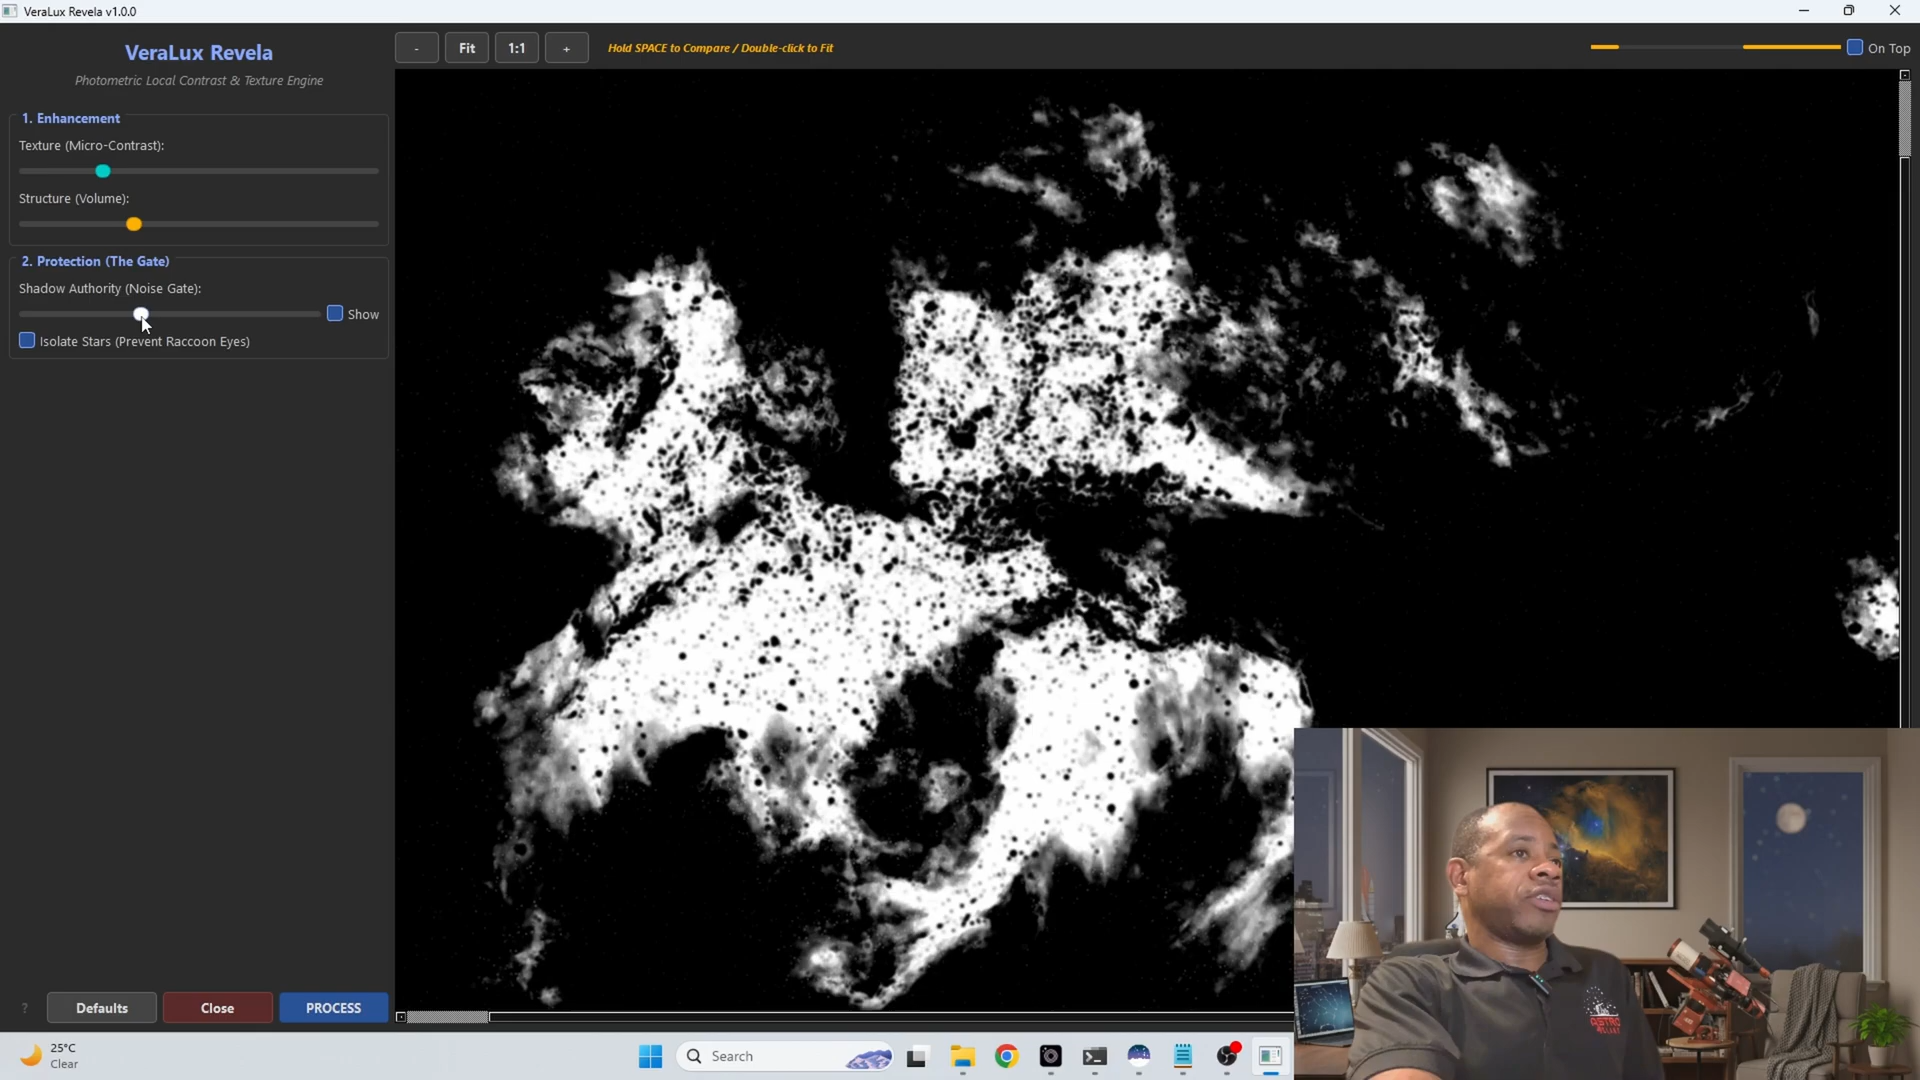 VeraLux Revela v1.0.0
VeraLux Revela
Photometric Local Contrast & Texture Engine
- Fit 1:1 + Hold SPACE to Compare / Double-click to Fit
On Top
1. Enhancement
Texture (Micro-Contrast):
Structure (Volume):
2. Protection (The Gate)
Shadow Authority (Noise Gate):
Show
Isolate Stars (Prevent Raccoon Eyes)
? Defaults Close PROCESS
25°C
Clear
Search
ASTRO